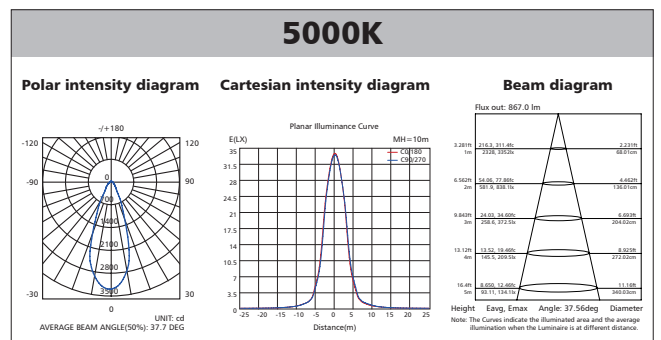 5000K
Polar intensity diagram
Cartesian intensity diagram
Beam diagram
-/+180
-120
120
-90
90
0
700
1400
2100
2800
3500
-30
30
0
UNIT: cd
AVERAGE BEAM ANGLE(50%): 37.7 DEG
Planar Illuminance Curve
E(LX)
MH=10m
C0/180
C90/270
35
31.5
28
24.5
21
17.5
14
10.5
7
3.5
0
-25 -20 -15 -10 -5 0 5 10 15 20 25
Distance(m)
Flux out: 867.0 lm
3.281ft 216.3, 311.4fc 2.231ft
1m 2328, 3352lx 68.01cm
6.562ft 54.06, 77.86fc 4.462ft
2m 581.9, 838.1lx 136.01cm
9.843ft 24.03, 34.60fc 6.693ft
3m 258.6, 372.5lx 204.02cm
13.12ft 13.52, 19.46fc 8.925ft
4m 145.5, 209.5lx 272.02cm
16.4ft 8.650, 12.46fc 11.16ft
5m 93.11, 134.1lx 340.03cm
Height Eavg, Emax Angle: 37.56deg Diameter
Note: The Curves indicate the illuminated area and the average
illumination when the Luminaire is at different distance.